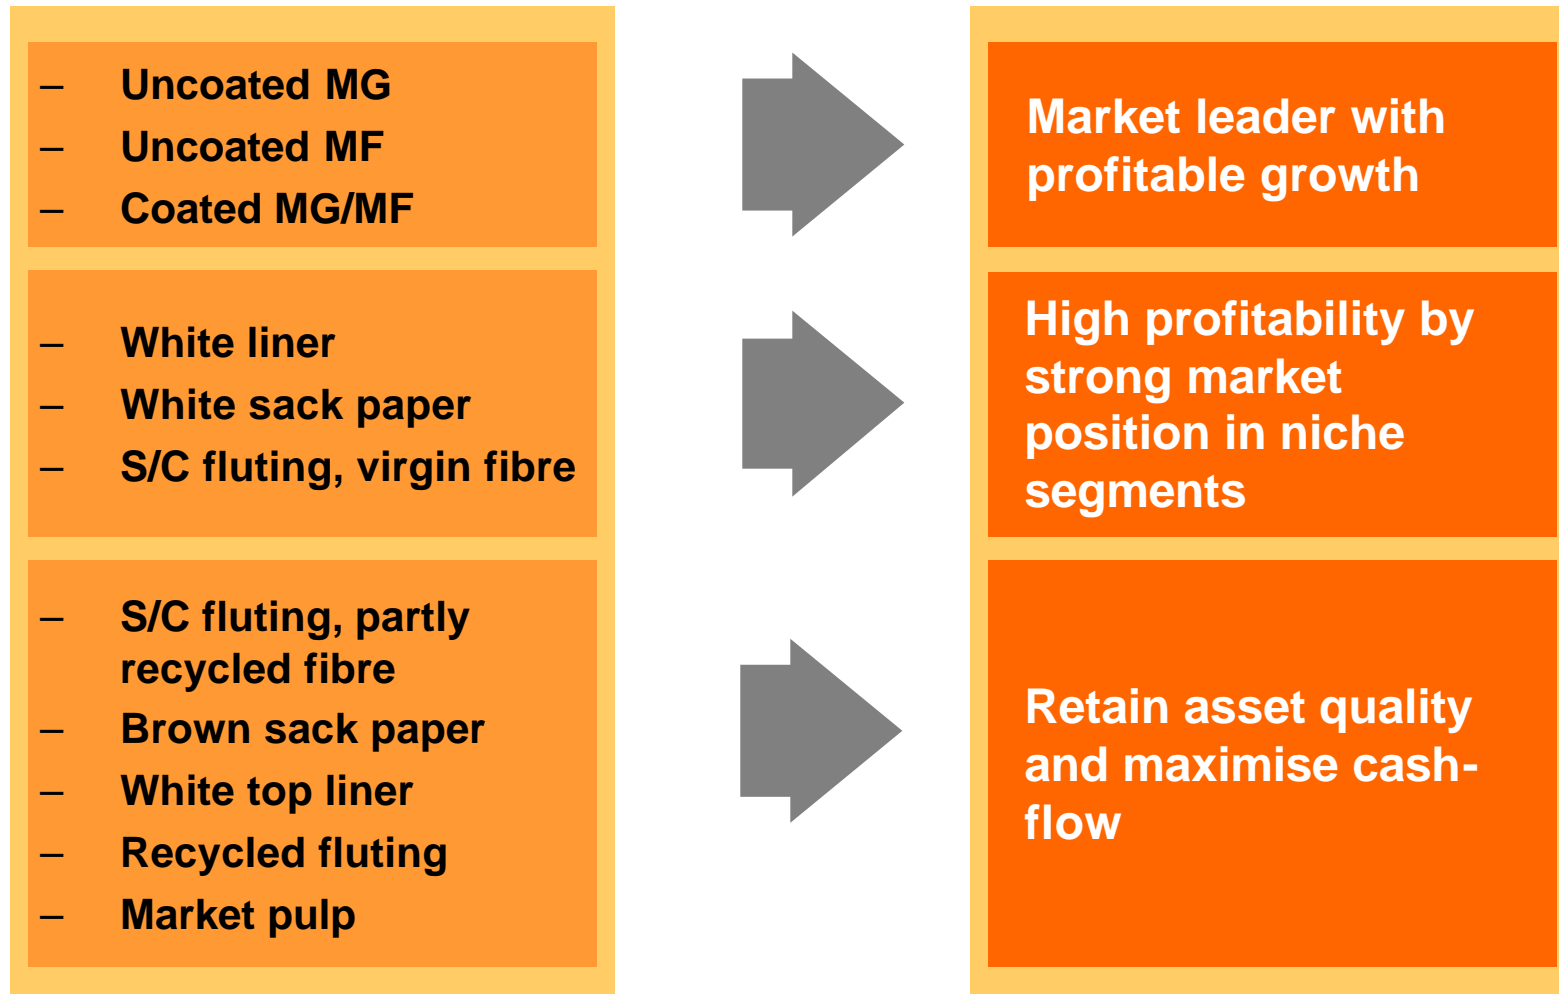 – Uncoated MG
– Uncoated MF
– Coated MG/MF
Market leader with
profitable growth
– White liner
– White sack paper
– S/C fluting, virgin fibre
High profitability by
strong market
position in niche
segments
– S/C fluting, partly
recycled fibre
– Brown sack paper
– White top liner
– Recycled fluting
– Market pulp
Retain asset quality
and maximise cash-
flow